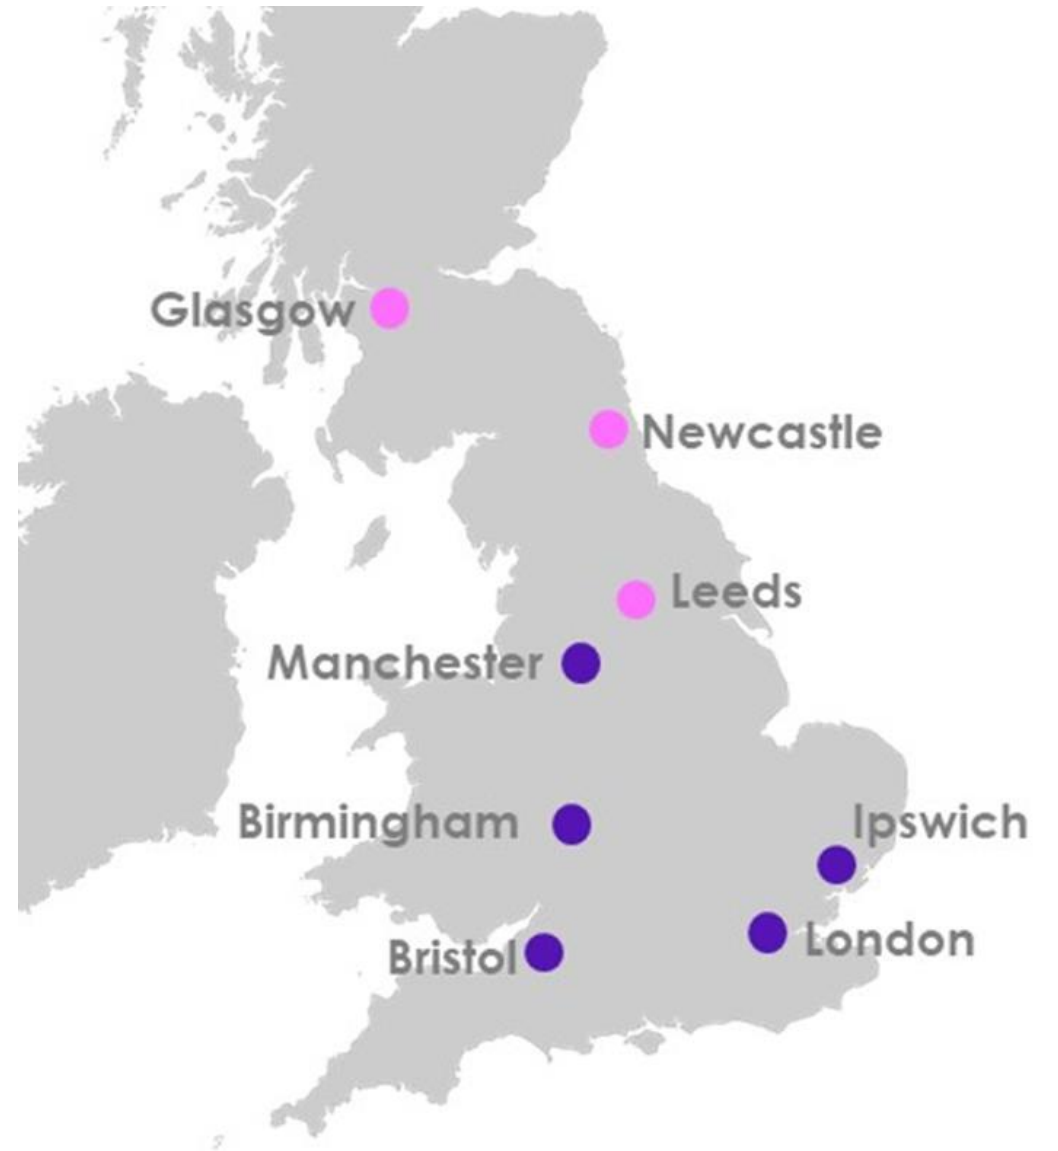 Glasgow
Newcastle
Leeds
Manchester
Birmingham
Ipswich
London
Bristol